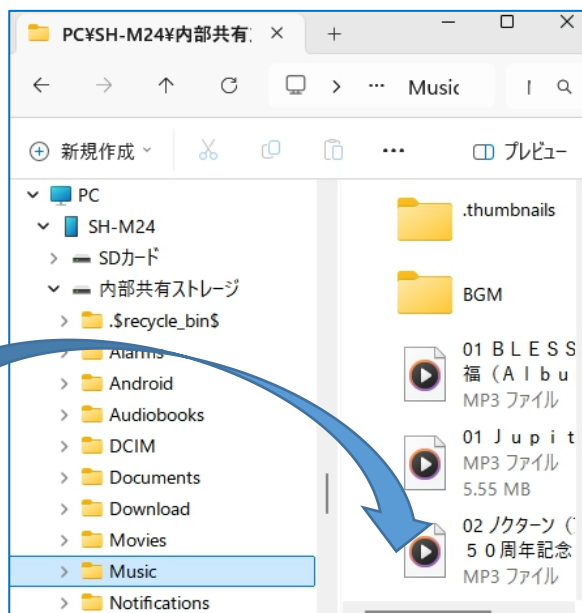 PC¥SH-M24¥内部共有
Music
新規作成
プレビュー
PC
SH-M24
SDカード
内部共有ストレージ
.$recycle_bin$
Alarms
Android
Audiobooks
DCIM
Documents
Download
Movies
Music
Notifications
.thumbnails
BGM
01 ＢＬＥＳＳ
福（Ａｌｂｕ
MP3 ファイル
01 Ｊｕｐｉｔ
MP3 ファイル
5.55 MB
02 ノクターン（
５０周年記念
MP3 ファイル